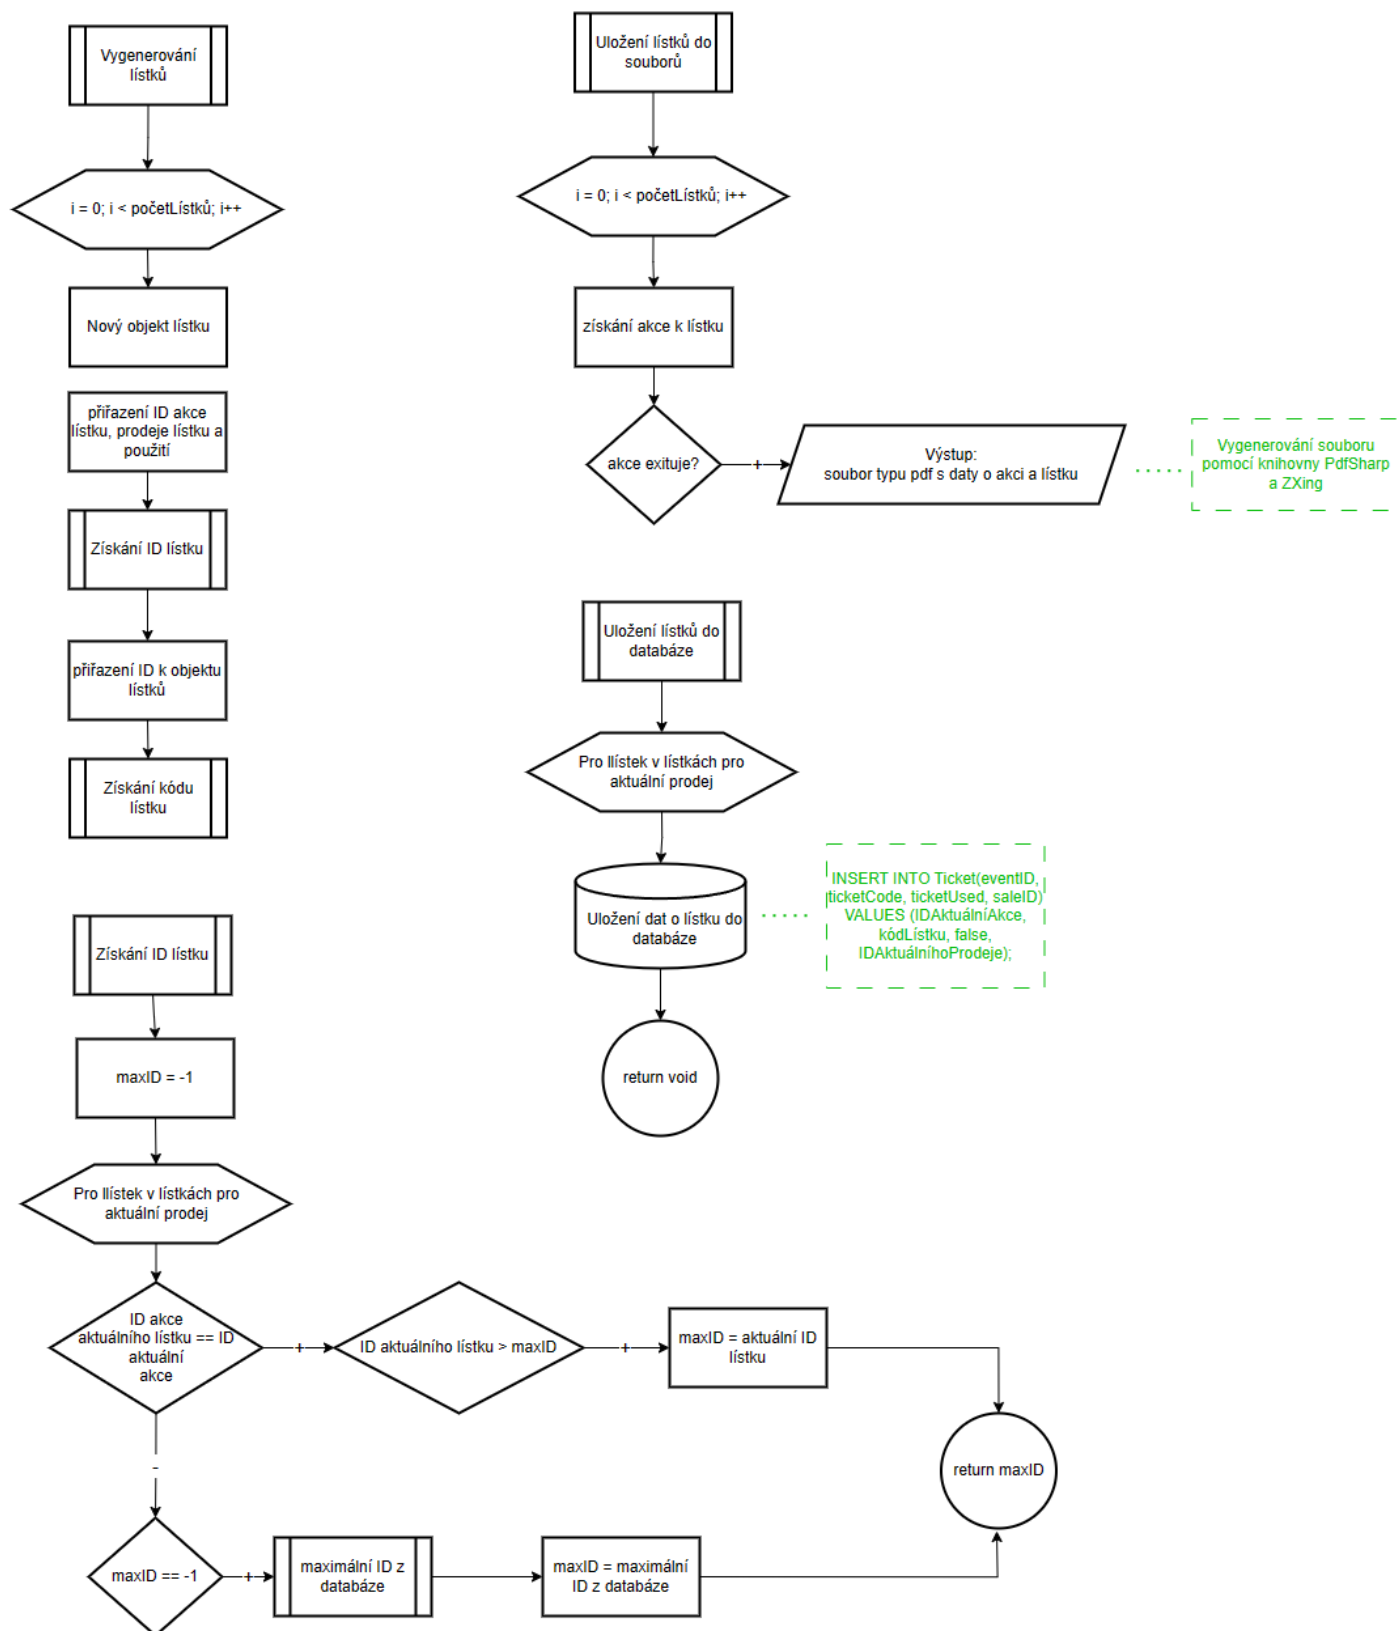 Vygenerování
lístků
i = 0; i < početLístků; i++
Nový objekt lístku
přiřazení ID akce
lístku, prodeje lístku a
použití
Získání ID lístku
přiřazení ID k objektu
lístků
Získání kódu
lístku
Uložení lístků do
souborů
i = 0; i < početLístků; i++
získání akce k lístku
akce exituje?
+
Výstup:
soubor typu pdf s daty o akci a lístku
Vygenerování souboru
pomocí knihovny PdfSharp
a ZXing
Uložení lístků do
databáze
Pro llístek v lístkách pro
aktuální prodej
Uložení dat o lístku do
databáze
INSERT INTO Ticket(eventID,
ticketCode, ticketUsed, saleID)
VALUES (IDAktuálníAkce,
kódLístku, false,
IDAktuálníhoProdeje);
return void
Získání ID lístku
maxID = -1
Pro llístek v lístkách pro
aktuální prodej
ID akce
aktuálního lístku == ID
aktuální
akce
+
ID aktuálního lístku > maxID
+
maxID = aktuální ID
lístku
return maxID
-
maxID == -1
+
maximální ID z
databáze
maxID = maximální
ID z databáze